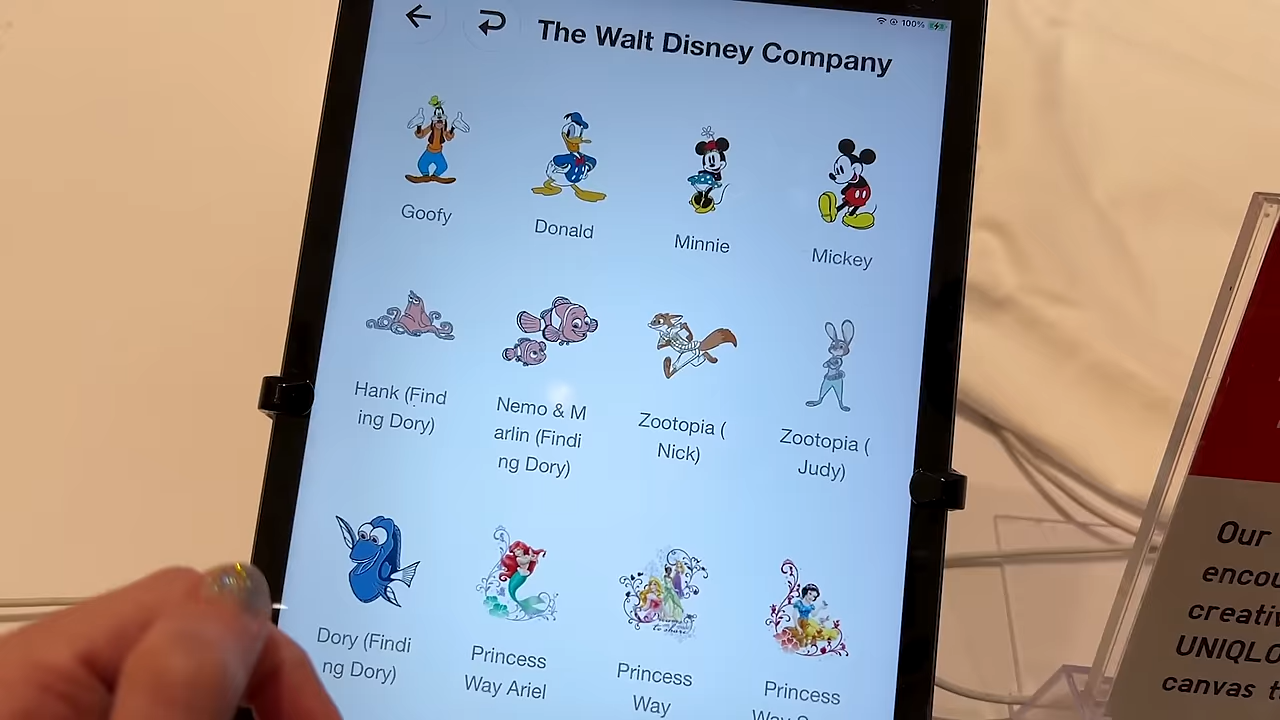 100%
The Walt Disney Company
Goofy
Donald
Minnie
Mickey
Hank (Find
ing Dory)
Nemo & M
arlin (Findi
ng Dory)
Zootopia (
Nick)
Zootopia (
Judy)
Dory (Findi
ng Dory)
Princess
Way Ariel
Princess
Way
Princess
Way
Our
encou
creativ
UNIQLO
canvas t